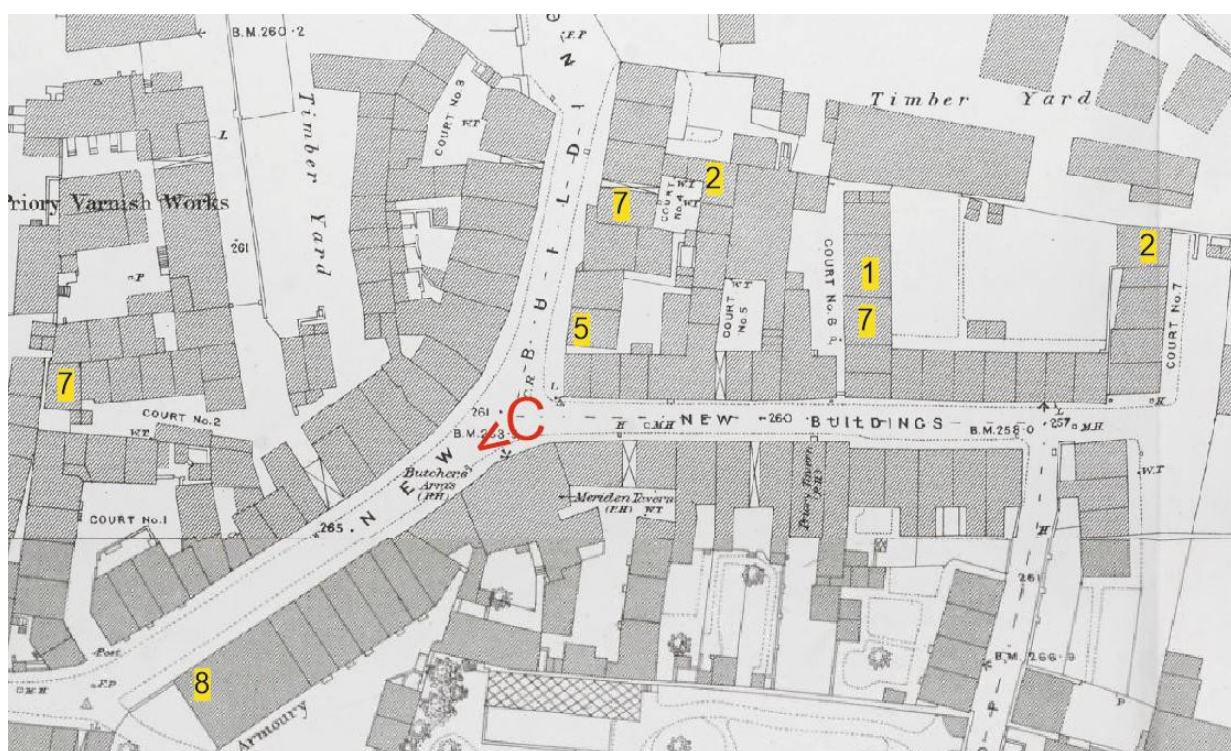 B.M.260·2
F.P
Timber Yard
COURT No.3
W.T
L
2
W.T
W.T
COURT No.4
7
Timber Yard
Priory Varnish Works
261
P
COURT No.5
W.T
COURT No.6
P
1
7
2
COURT No.7
5
7
COURT No.2
W.T
NEW BUILDINGS
261
B.M.263·
C
L
H
M.H
NEW BUILDINGS
260
B.M.258·0
L
257
M.H
H
W.T
Butchers
Arms
(P.H)
Meriden Tavern
(P.H)
W.T
Priory Tavern
(P.H)
COURT No.1
265
H
261
8
Post
M.H
F.P
Armoury
B.M. 266·9
P